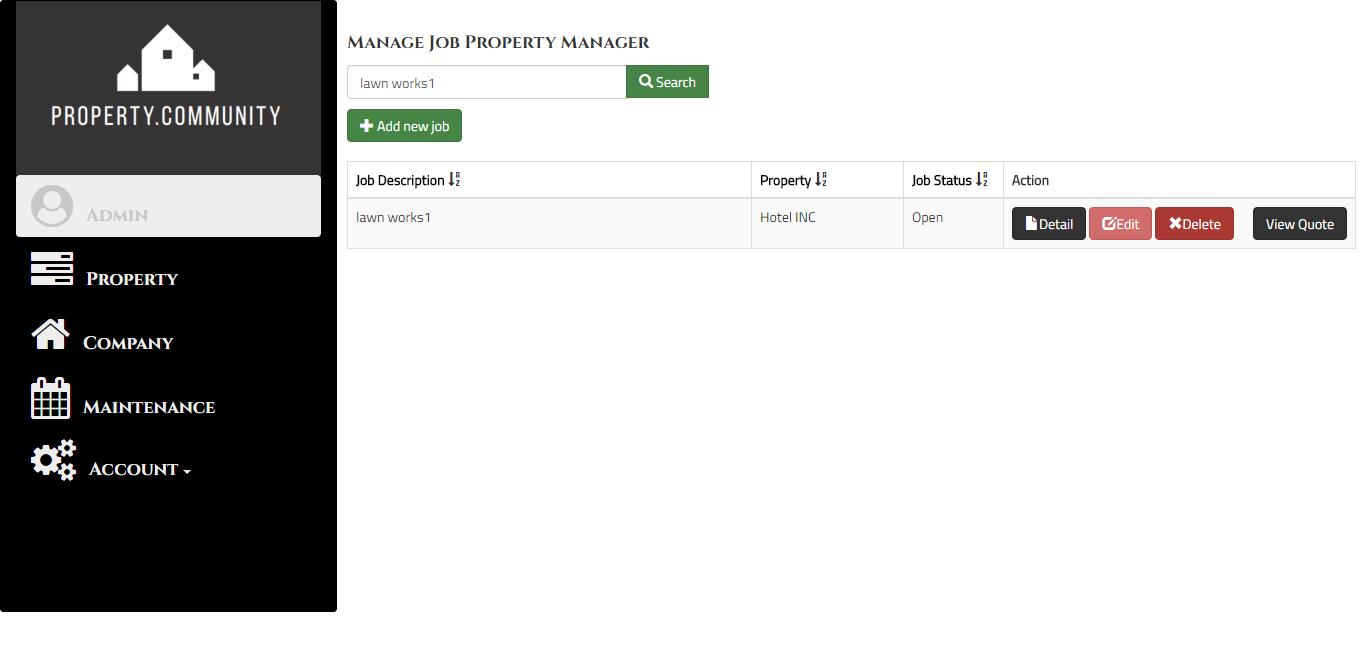 PROPERTY.COMMUNITY
Admin
Property
Company
Maintenance
Account
Manage Job Property Manager
lawn works1 Search
Add new job
Job Description Property Job Status Action
lawn works1 Hotel INC Open Detail Edit Delete View Quote